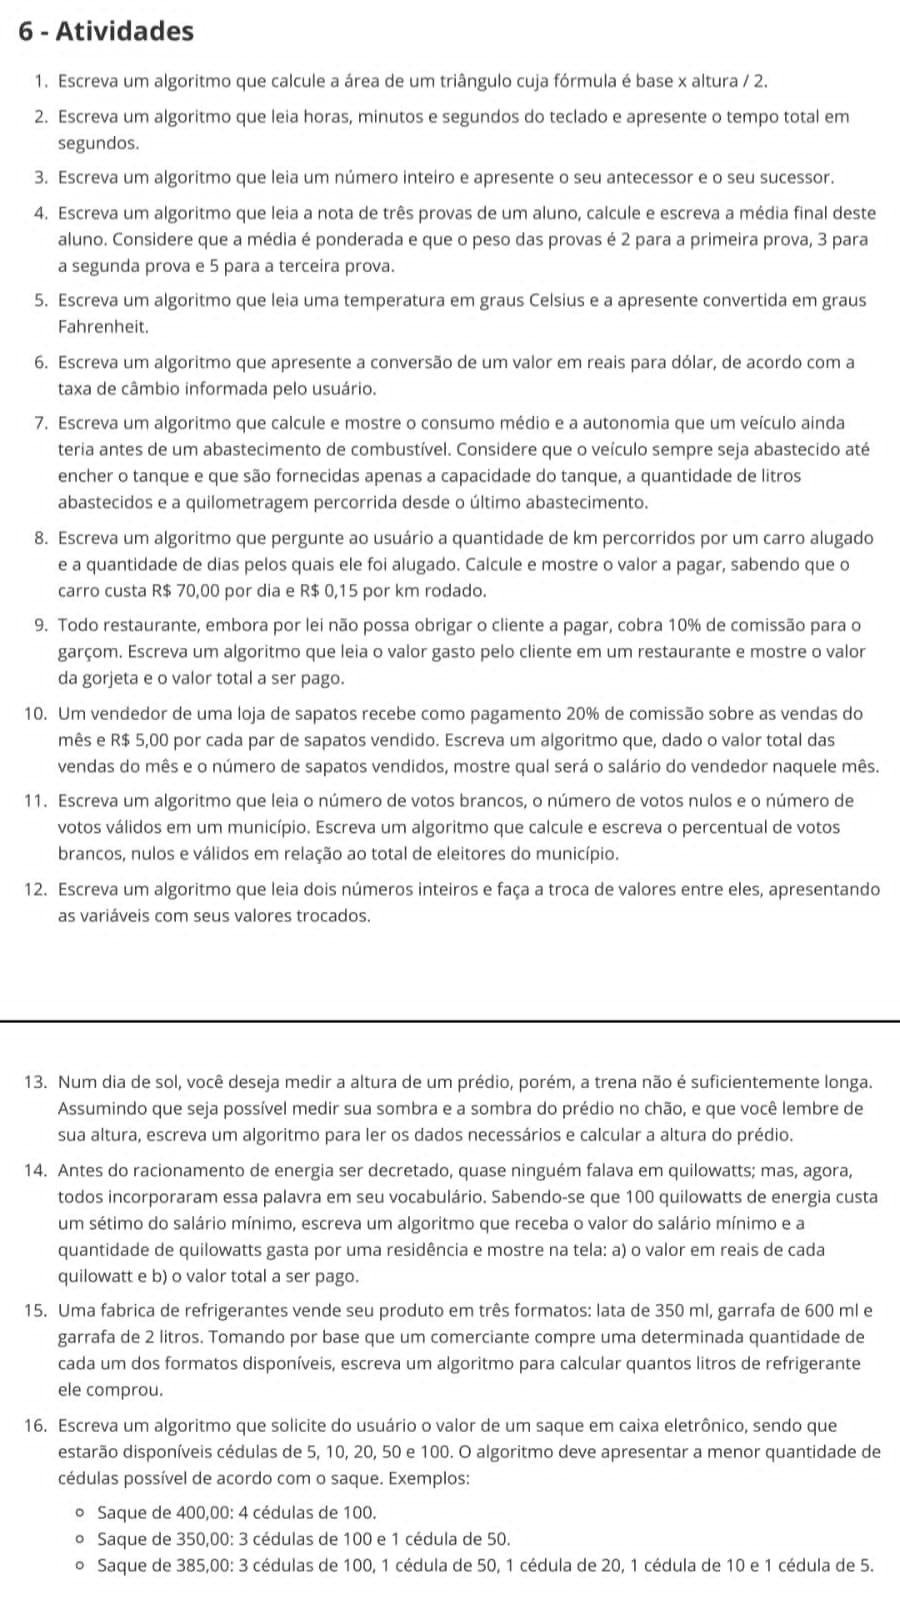 6 - Atividades
1. Escreva um algoritmo que calcule a área de um triângulo cuja fórmula é base x altura / 2.
2. Escreva um algoritmo que leia horas, minutos e segundos do teclado e apresente o tempo total em
segundos.
3. Escreva um algoritmo que leia um número inteiro e apresente o seu antecessor e o seu sucessor.
4. Escreva um algoritmo que leia a nota de três provas de um aluno, calcule e escreva a média final deste
aluno. Considere que a média é ponderada e que o peso das provas é 2 para a primeira prova, 3 para
a segunda prova e 5 para a terceira prova.
5. Escreva um algoritmo que leia uma temperatura em graus Celsius e a apresente convertida em graus
Fahrenheit.
6. Escreva um algoritmo que apresente a conversão de um valor em reais para dólar, de acordo com a
taxa de câmbio informada pelo usuário.
7. Escreva um algoritmo que calcule e mostre o consumo médio e a autonomia que um veículo ainda
teria antes de um abastecimento de combustível. Considere que o veículo sempre seja abastecido até
encher o tanque e que são fornecidas apenas a capacidade do tanque, a quantidade de litros
abastecidos e a quilometragem percorrida desde o último abastecimento.
8. Escreva um algoritmo que pergunte ao usuário a quantidade de km percorridos por um carro alugado
e a quantidade de dias pelos quais ele foi alugado. Calcule e mostre o valor a pagar, sabendo que o
carro custa R$ 70,00 por dia e R$ 0,15 por km rodado.
9. Todo restaurante, embora por lei não possa obrigar o cliente a pagar, cobra 10% de comissão para o
garçom. Escreva um algoritmo que leia o valor gasto pelo cliente em um restaurante e mostre o valor
da gorjeta e o valor total a ser pago.
10. Um vendedor de uma loja de sapatos recebe como pagamento 20% de comissão sobre as vendas do
mês e R$ 5,00 por cada par de sapatos vendido. Escreva um algoritmo que, dado o valor total das
vendas do mês e o número de sapatos vendidos, mostre qual será o salário do vendedor naquele mês.
11. Escreva um algoritmo que leia o número de votos brancos, o número de votos nulos e o número de
votos válidos em um município. Escreva um algoritmo que calcule e escreva o percentual de votos
brancos, nulos e válidos em relação ao total de eleitores do município.
12. Escreva um algoritmo que leia dois números inteiros e faça a troca de valores entre eles, apresentando
as variáveis com seus valores trocados.
13. Num dia de sol, você deseja medir a altura de um prédio, porém, a trena não é suficientemente longa.
Assumindo que seja possível medir sua sombra e a sombra do prédio no chão, e que você lembre de
sua altura, escreva um algoritmo para ler os dados necessários e calcular a altura do prédio.
14. Antes do racionamento de energia ser decretado, quase ninguém falava em quilowatts; mas, agora,
todos incorporaram essa palavra em seu vocabulário. Sabendo-se que 100 quilowatts de energia custa
um sétimo do salário mínimo, escreva um algoritmo que receba o valor do salário mínimo e a
quantidade de quilowatts gasta por uma residência e mostre na tela: a) o valor em reais de cada
quilowatt e b) o valor total a ser pago.
15. Uma fabrica de refrigerantes vende seu produto em três formatos: lata de 350 ml, garrafa de 600 ml e
garrafa de 2 litros. Tomando por base que um comerciante compre uma determinada quantidade de
cada um dos formatos disponíveis, escreva um algoritmo para calcular quantos litros de refrigerante
ele comprou.
16. Escreva um algoritmo que solicite do usuário o valor de um saque em caixa eletrônico, sendo que
estarão disponíveis cédulas de 5, 10, 20, 50 e 100. O algoritmo deve apresentar a menor quantidade de
cédulas possível de acordo com o saque. Exemplos:
Saque de 400,00: 4 cédulas de 100.
Saque de 350,00: 3 cédulas de 100 e 1 cédula de 50.
Saque de 385,00: 3 cédulas de 100, 1 cédula de 50, 1 cédula de 20, 1 cédula de 10 e 1 cédula de 5.